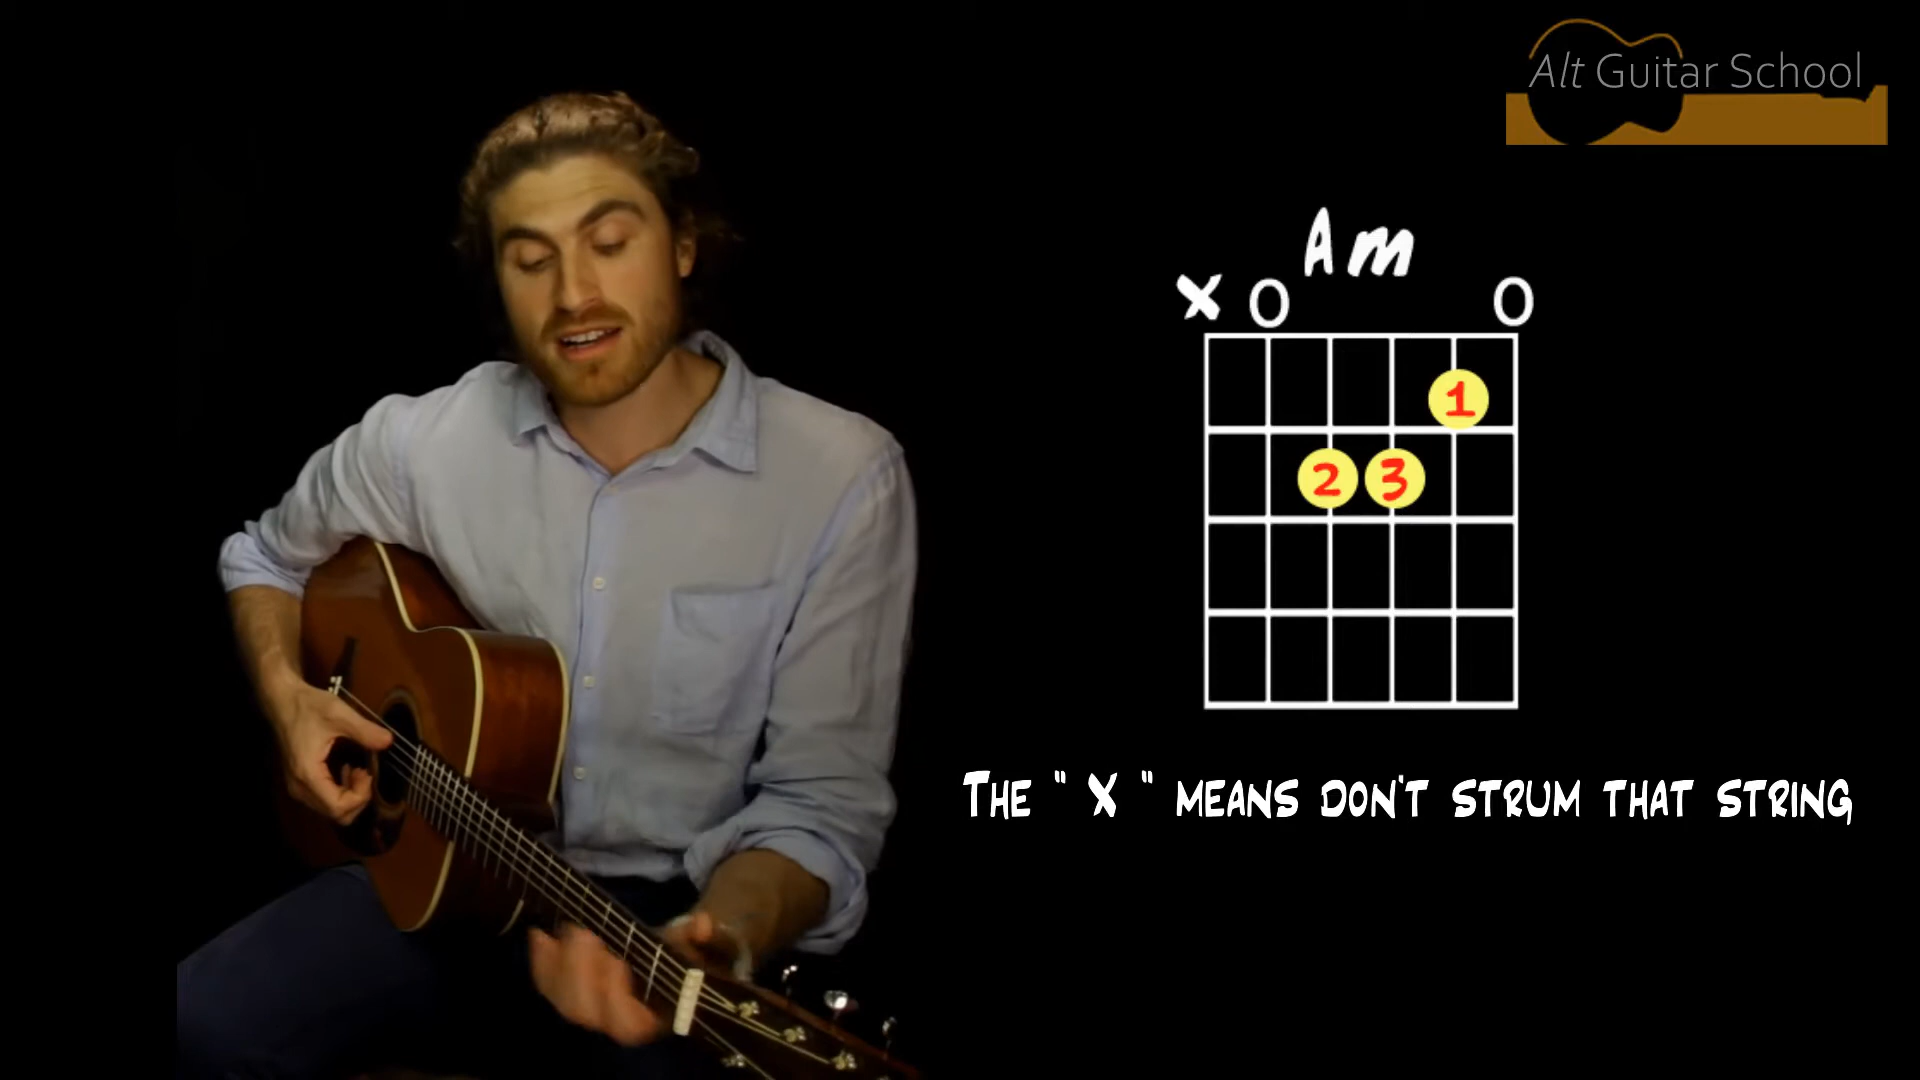 Alt Guitar School
Am
x o o
1
2 3
The " X " means don't strum that string